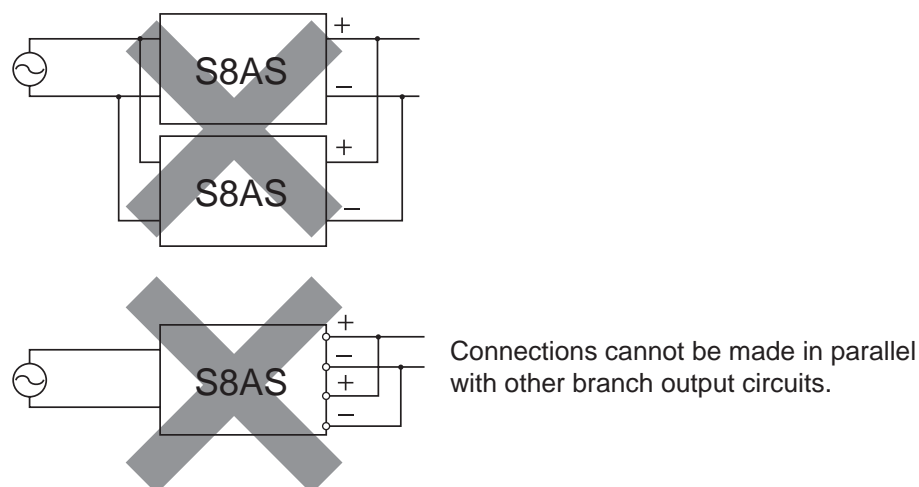 +
S8AS
−
+
S8AS
−
+
−
S8AS
+
−
Connections cannot be made in parallel
with other branch output circuits.